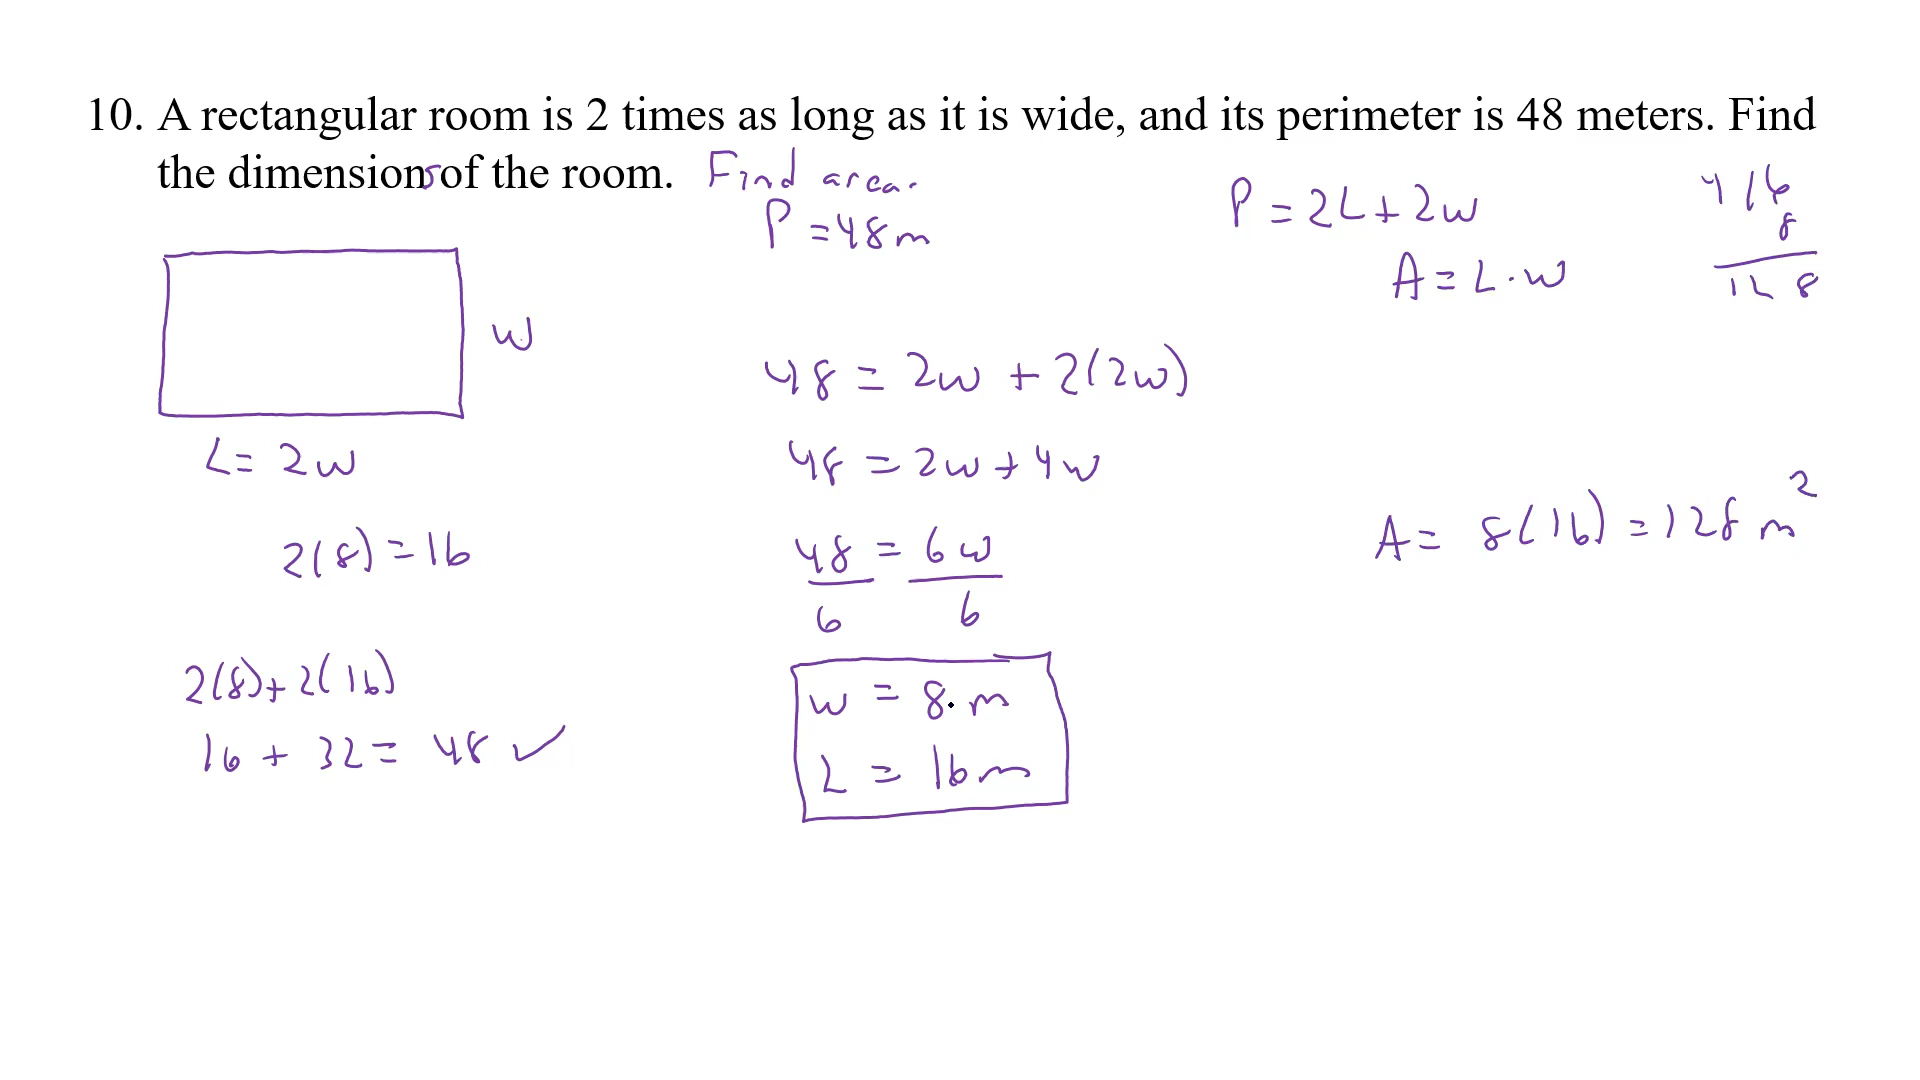 10. A rectangular room is 2 times as long as it is wide, and its perimeter is 48 meters. Find
the dimensions of the room. Find area.
P = 48m
P = 2L + 2w
A = L · w
4 16
8
128
w
L = 2w
2(8) = 16
2(8) + 2(16)
16 + 32 = 48 ✓
48 = 2w + 2(2w)
48 = 2w + 4w
48 = 6w
6 6
w = 8 m
L = 16m
A = 8(16) = 128 m²